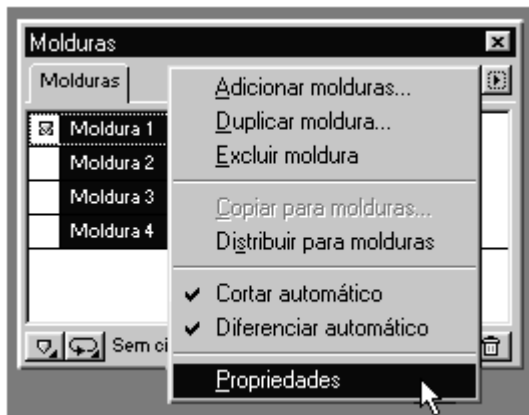 Molduras
Molduras
Adicionar molduras...
Duplicar moldura...
Excluir moldura
Copiar para molduras...
Distribuir para molduras
Cortar automático
Diferenciar automático
Propriedades
Moldura 1
Moldura 2
Moldura 3
Moldura 4
Sem ci